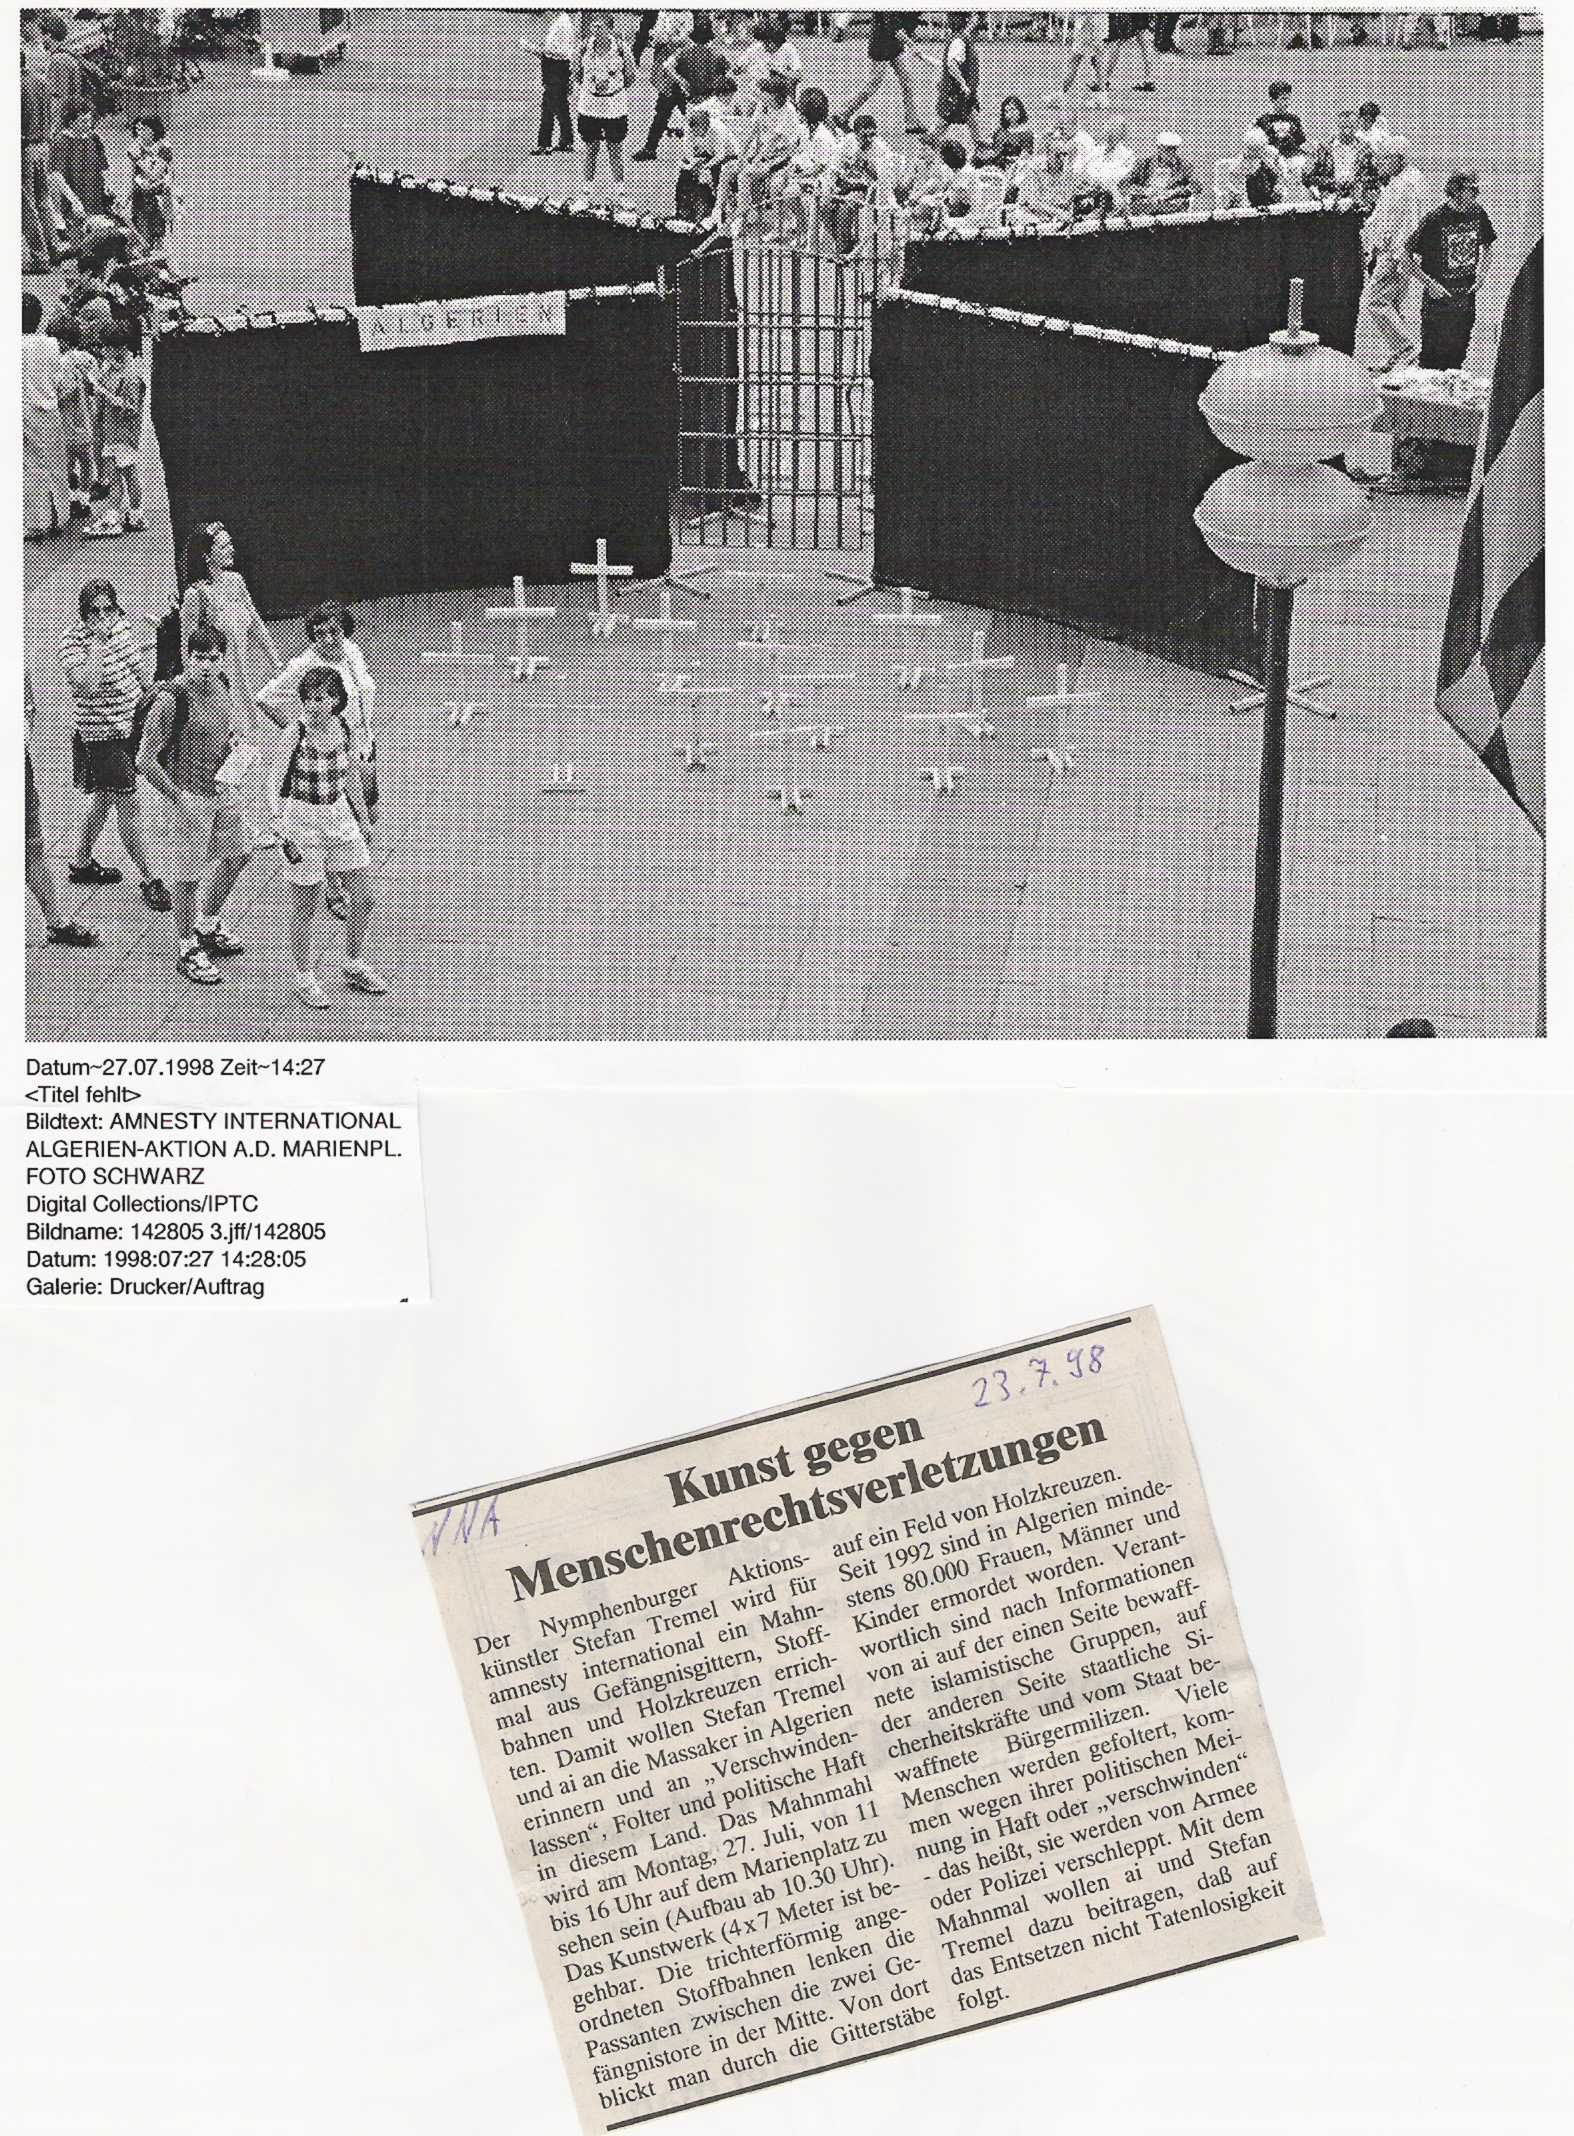 ALGERIEN
Datum~27.07.1998 Zeit~14:27
<Titel fehlt>
Bildtext: AMNESTY INTERNATIONAL
ALGERIEN-AKTION A.D. MARIENPL.
FOTO SCHWARZ
Digital Collections/IPTC
Bildname: 142805 3.jff/142805
Datum: 1998:07:27 14:28:05
Galerie: Drucker/Auftrag
23.7.98
NNA
Kunst gegen
Menschenrechtsverletzungen
Der Nymphenburger Aktions-
künstler Stefan Tremel wird für
amnesty international ein Mahn-
mal aus Gefängnisgittern, Stoff-
bahnen und Holzkreuzen errich-
ten. Damit wollen Stefan Tremel
und ai an die Massaker in Algerien
erinnern und an „Verschwinden-
lassen“, Folter und politische Haft
in diesem Land. Das Mahnmahl
wird am Montag, 27. Juli, von 11
bis 16 Uhr auf dem Marienplatz zu
sehen sein (Aufbau ab 10.30 Uhr).
Das Kunstwerk (4x7 Meter ist be-
gehbar. Die trichterförmig ange-
ordneten Stoffbahnen lenken die
Passanten zwischen die zwei Ge-
fängnistore in der Mitte. Von dort
blickt man durch die Gitterstäbe
auf ein Feld von Holzkreuzen.
Seit 1992 sind in Algerien minde-
stens 80.000 Frauen, Männer und
Kinder ermordet worden. Verant-
wortlich sind nach Informationen
von ai auf der einen Seite bewaff-
nete islamistische Gruppen, auf
der anderen Seite staatliche Si-
cherheitskräfte und vom Staat be-
waffnete Bürgermilizen. Viele
Menschen werden gefoltert, kom-
men wegen ihrer politischen Mei-
nung in Haft oder „verschwinden“
- das heißt, sie werden von Armee
oder Polizei verschleppt. Mit dem
Mahnmal wollen ai und Stefan
Tremel dazu beitragen, daß auf
das Entsetzen nicht Tatenlosigkeit
folgt.